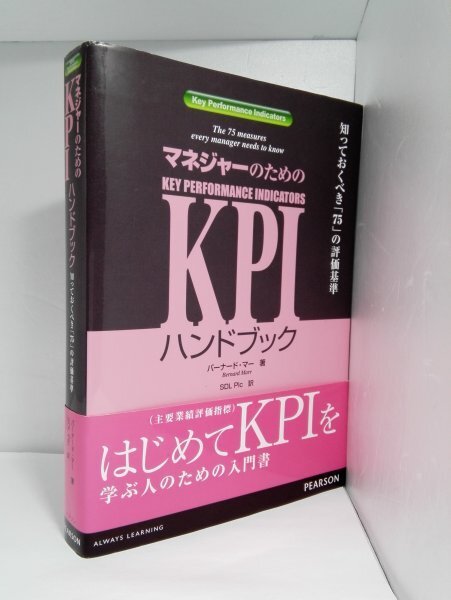 Key Performance Indicators
The 75 measures
every manager needs to know
マネジャーのための
KEY PERFORMANCE INDICATORS
KPI
ハンドブック
バーナード・マー 著
Bernard Marr
SDL Plc 訳
知っておくべき「75」の評価基準
(主要業績評価指標)
はじめてKPIを
学ぶ人のための入門書
PEARSON
ALWAYS LEARNING
マネジャーのための
KPI
ハンドブック
知っておくべき「75」の評価基準
PEARSON